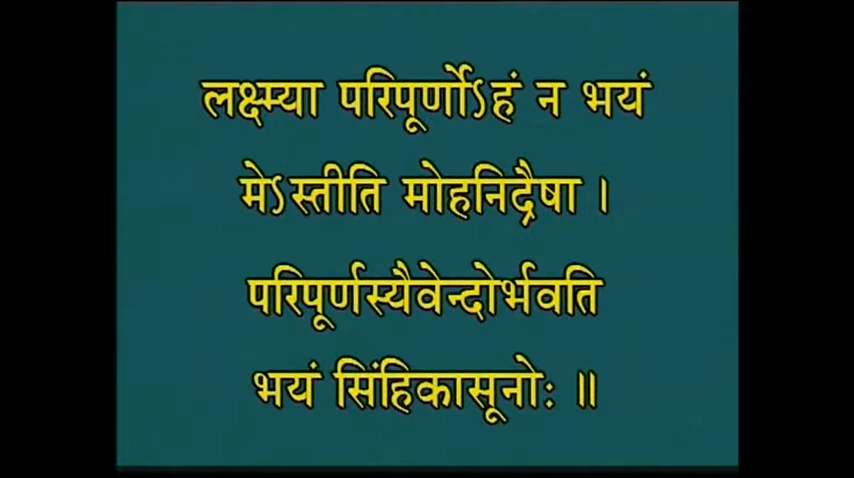 लक्ष्म्या परिपूर्णोऽहं न भयं
मेऽस्तीति मोहनिद्रैषा ।
परिपूर्णस्यैवेन्दोर्भवति
भयं सिंहिकासूनोः ॥